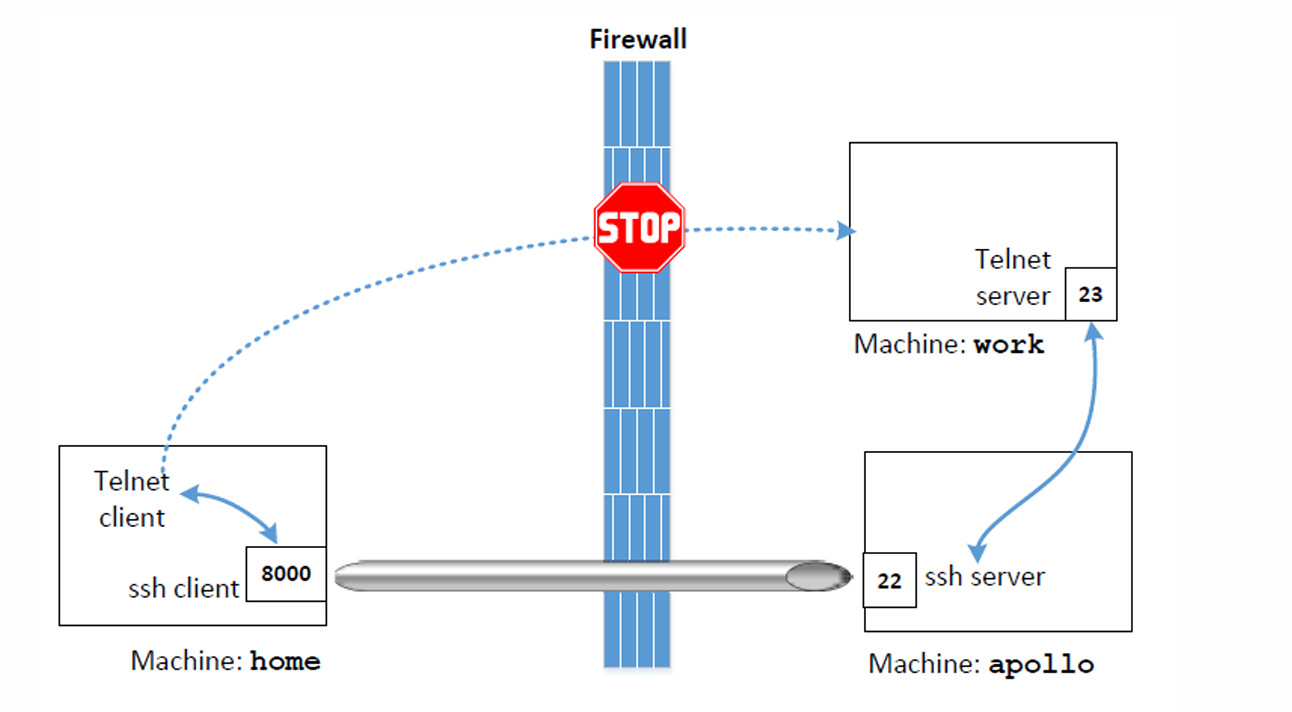 Firewall
STOP
Telnet
server
23
Machine: work
Telnet
client
8000
ssh client
22
ssh server
Machine: home
Machine: apollo